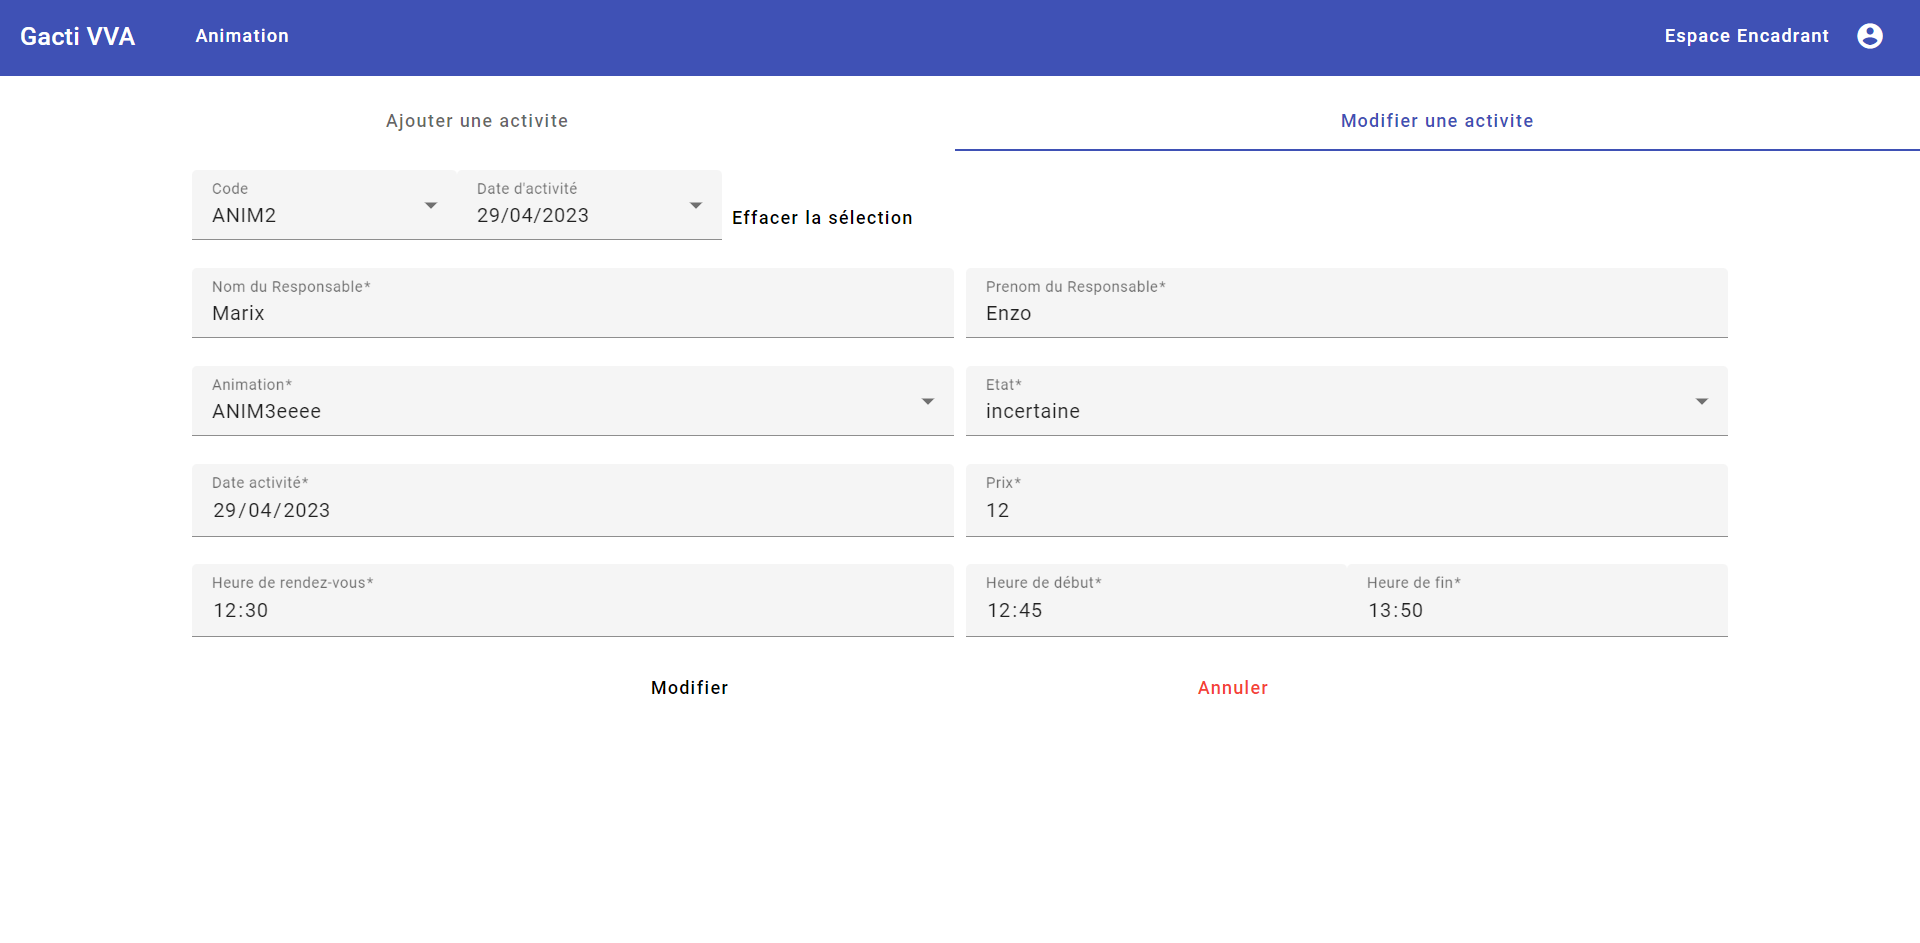 Gacti VVA Animation Espace Encadrant
Ajouter une activite Modifier une activite
Code Date d'activité
ANIM2 29/04/2023 Effacer la sélection
Nom du Responsable* Prenom du Responsable*
Marix Enzo
Animation* Etat*
ANIM3eeee incertaine
Date activité* Prix*
29/04/2023 12
Heure de rendez-vous* Heure de début* Heure de fin*
12:30 12:45 13:50
Modifier Annuler